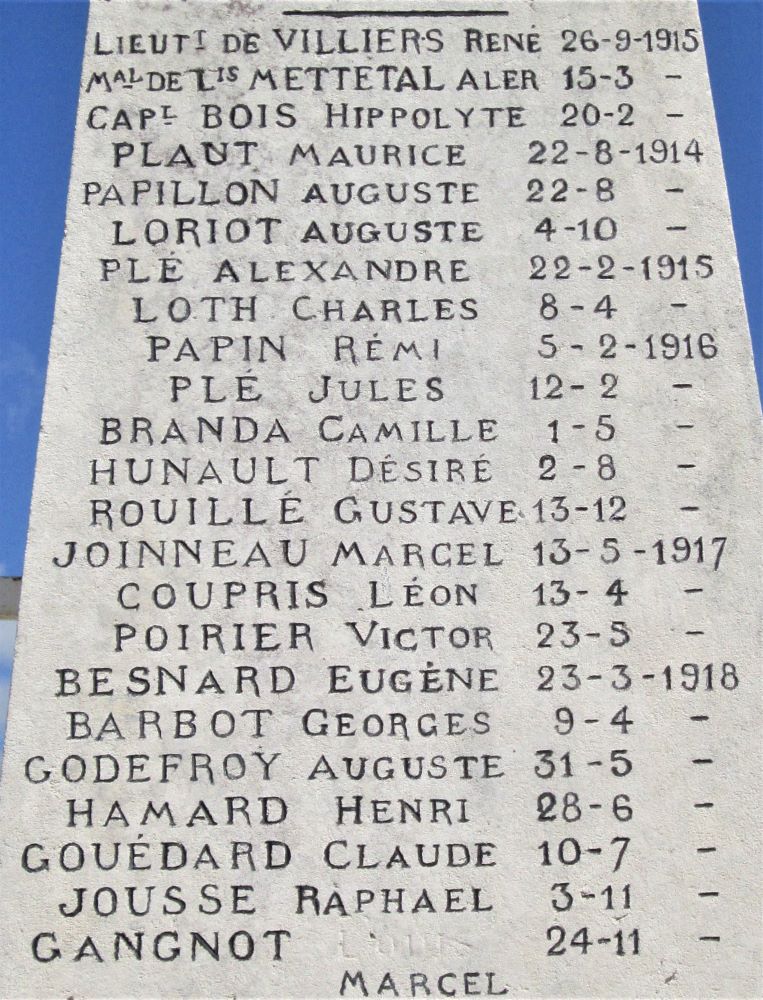 LIEUT.T DE VILLIERS RENÉ 26-9-1915
MAL DE LIS METTETAL ALER 15-3 -
CAPT BOIS HIPPOLYTE 20-2 -
PLAUT MAURICE 22-8-1914
PAPILLON AUGUSTE 22-8 -
LORIOT AUGUSTE 4-10 -
PLÉ ALEXANDRE 22-2-1915
LOTH CHARLES 8-4 -
PAPIN RÉMI 5-2-1916
PLÉ JULES 12-2 -
BRANDA CAMILLE 1-5 -
HUNAULT DÉSIRÉ 2-8 -
ROUILLÉ GUSTAVE 13-12 -
JOINNEAU MARCEL 13-5-1917
COUPRIS LÉON 13-4 -
POIRIER VICTOR 23-5 -
BESNARD EUGÈNE 23-3-1918
BARBOT GEORGES 9-4 -
GODEFROY AUGUSTE 31-5 -
HAMARD HENRI 28-6 -
GOUÉDARD CLAUDE 10-7 -
JOUSSE RAPHAEL 3-11 -
GANGNOT 24-11 -
MARCEL